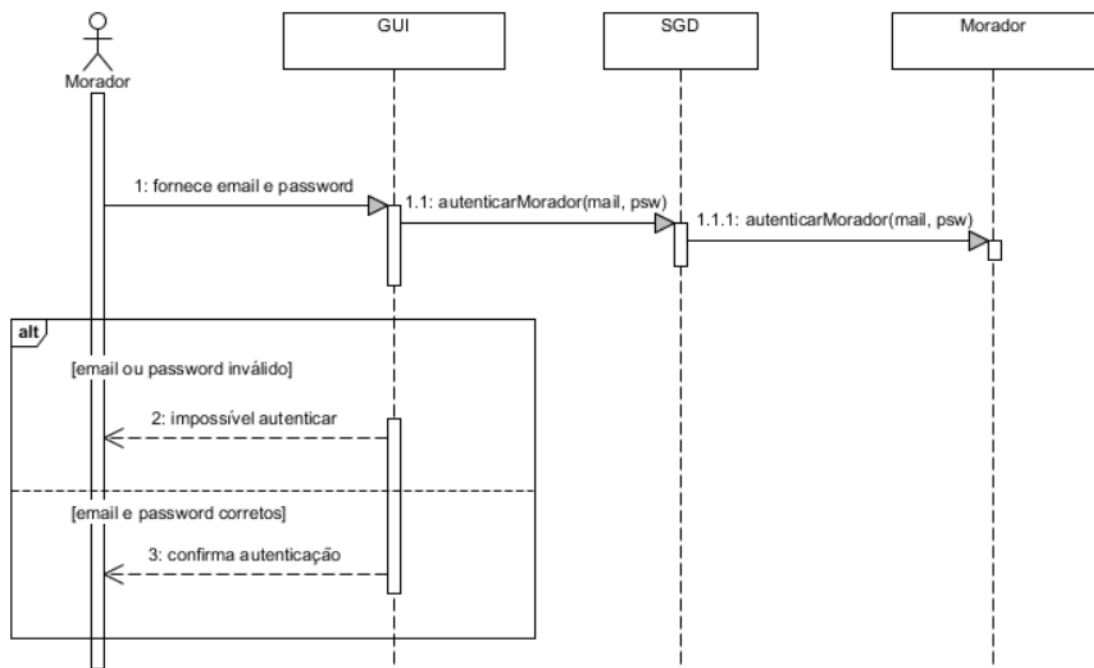 GUI
SGD
Morador
Morador
1: fornece email e password
1.1: autenticarMorador(mail, psw)
1.1.1: autenticarMorador(mail, psw)
alt
[email ou password inválido]
2: impossível autenticar
[email e password corretos]
3: confirma autenticação